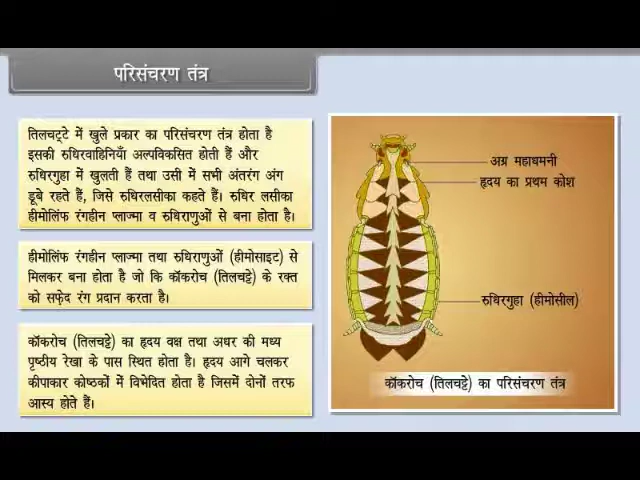 परिसंचरण तंत्र
तिलचट्टे में खुले प्रकार का परिसंचरण तंत्र होता है
इसकी रुधिरवाहिनियाँ अल्पविकसित होती हैं और
रुधिरगुहा में खुलती हैं तथा उसी में सभी अंतरंग अंग
डूबे रहते हैं, जिसे रुधिरलसीका कहते हैं। रुधिर लसीका
हीमोलिंफ रंगहीन प्लाज्मा व रुधिराणुओं से बना होता है।
हीमोलिंफ रंगहीन प्लाज्मा तथा रुधिराणुओं (हीमोसाइट) से
मिलकर बना होता है जो कि कॉकरोच (तिलचट्टे) के रक्त
को सफ़ेद रंग प्रदान करता है।
कॉकरोच (तिलचट्टे) का हृदय वक्ष तथा अधर की मध्य
पृष्ठीय रेखा के पास स्थित होता है। हृदय आगे चलकर
कीपाकार कोष्ठकों में विभेदित होता है जिसमें दोनों तरफ
आस्य होते हैं।
अग्र महाधमनी
हृदय का प्रथम कोश
रुधिरगुहा (हीमोसील)
कॉकरोच (तिलचट्टे) का परिसंचरण तंत्र